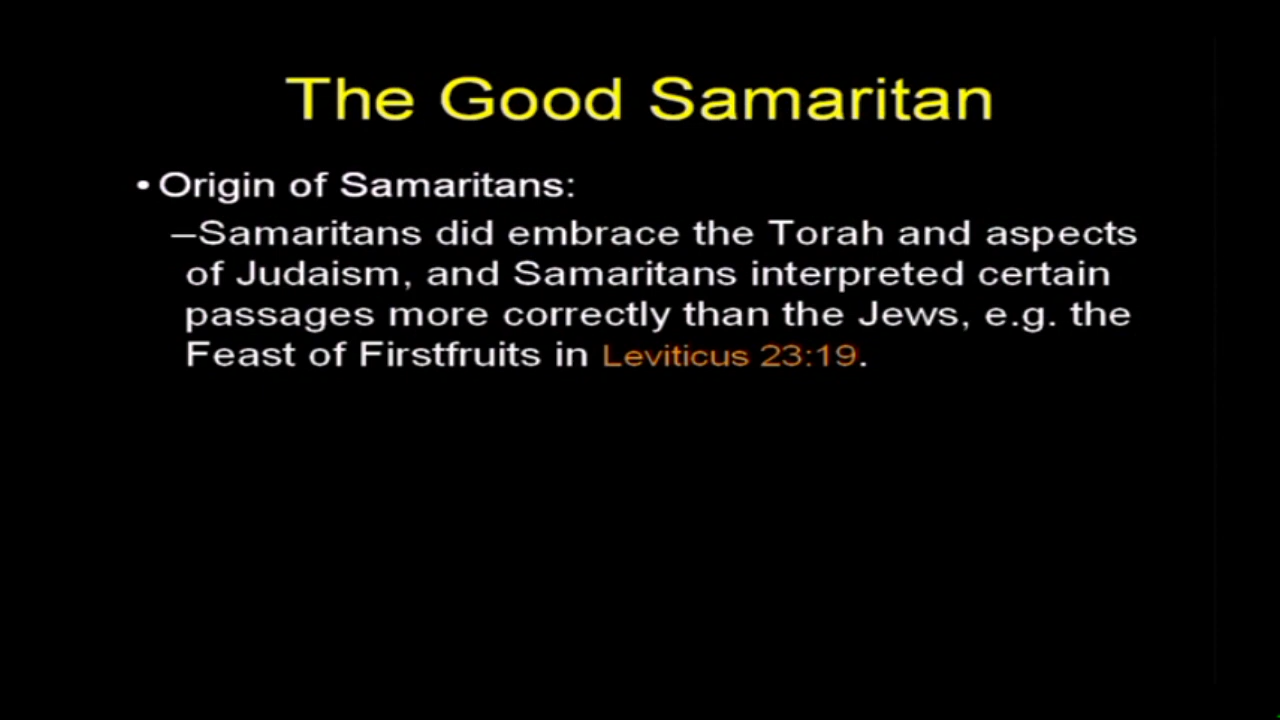 The Good Samaritan
• Origin of Samaritans:
–Samaritans did embrace the Torah and aspects
of Judaism, and Samaritans interpreted certain
passages more correctly than the Jews, e.g. the
Feast of Firstfruits in Leviticus 23:19.